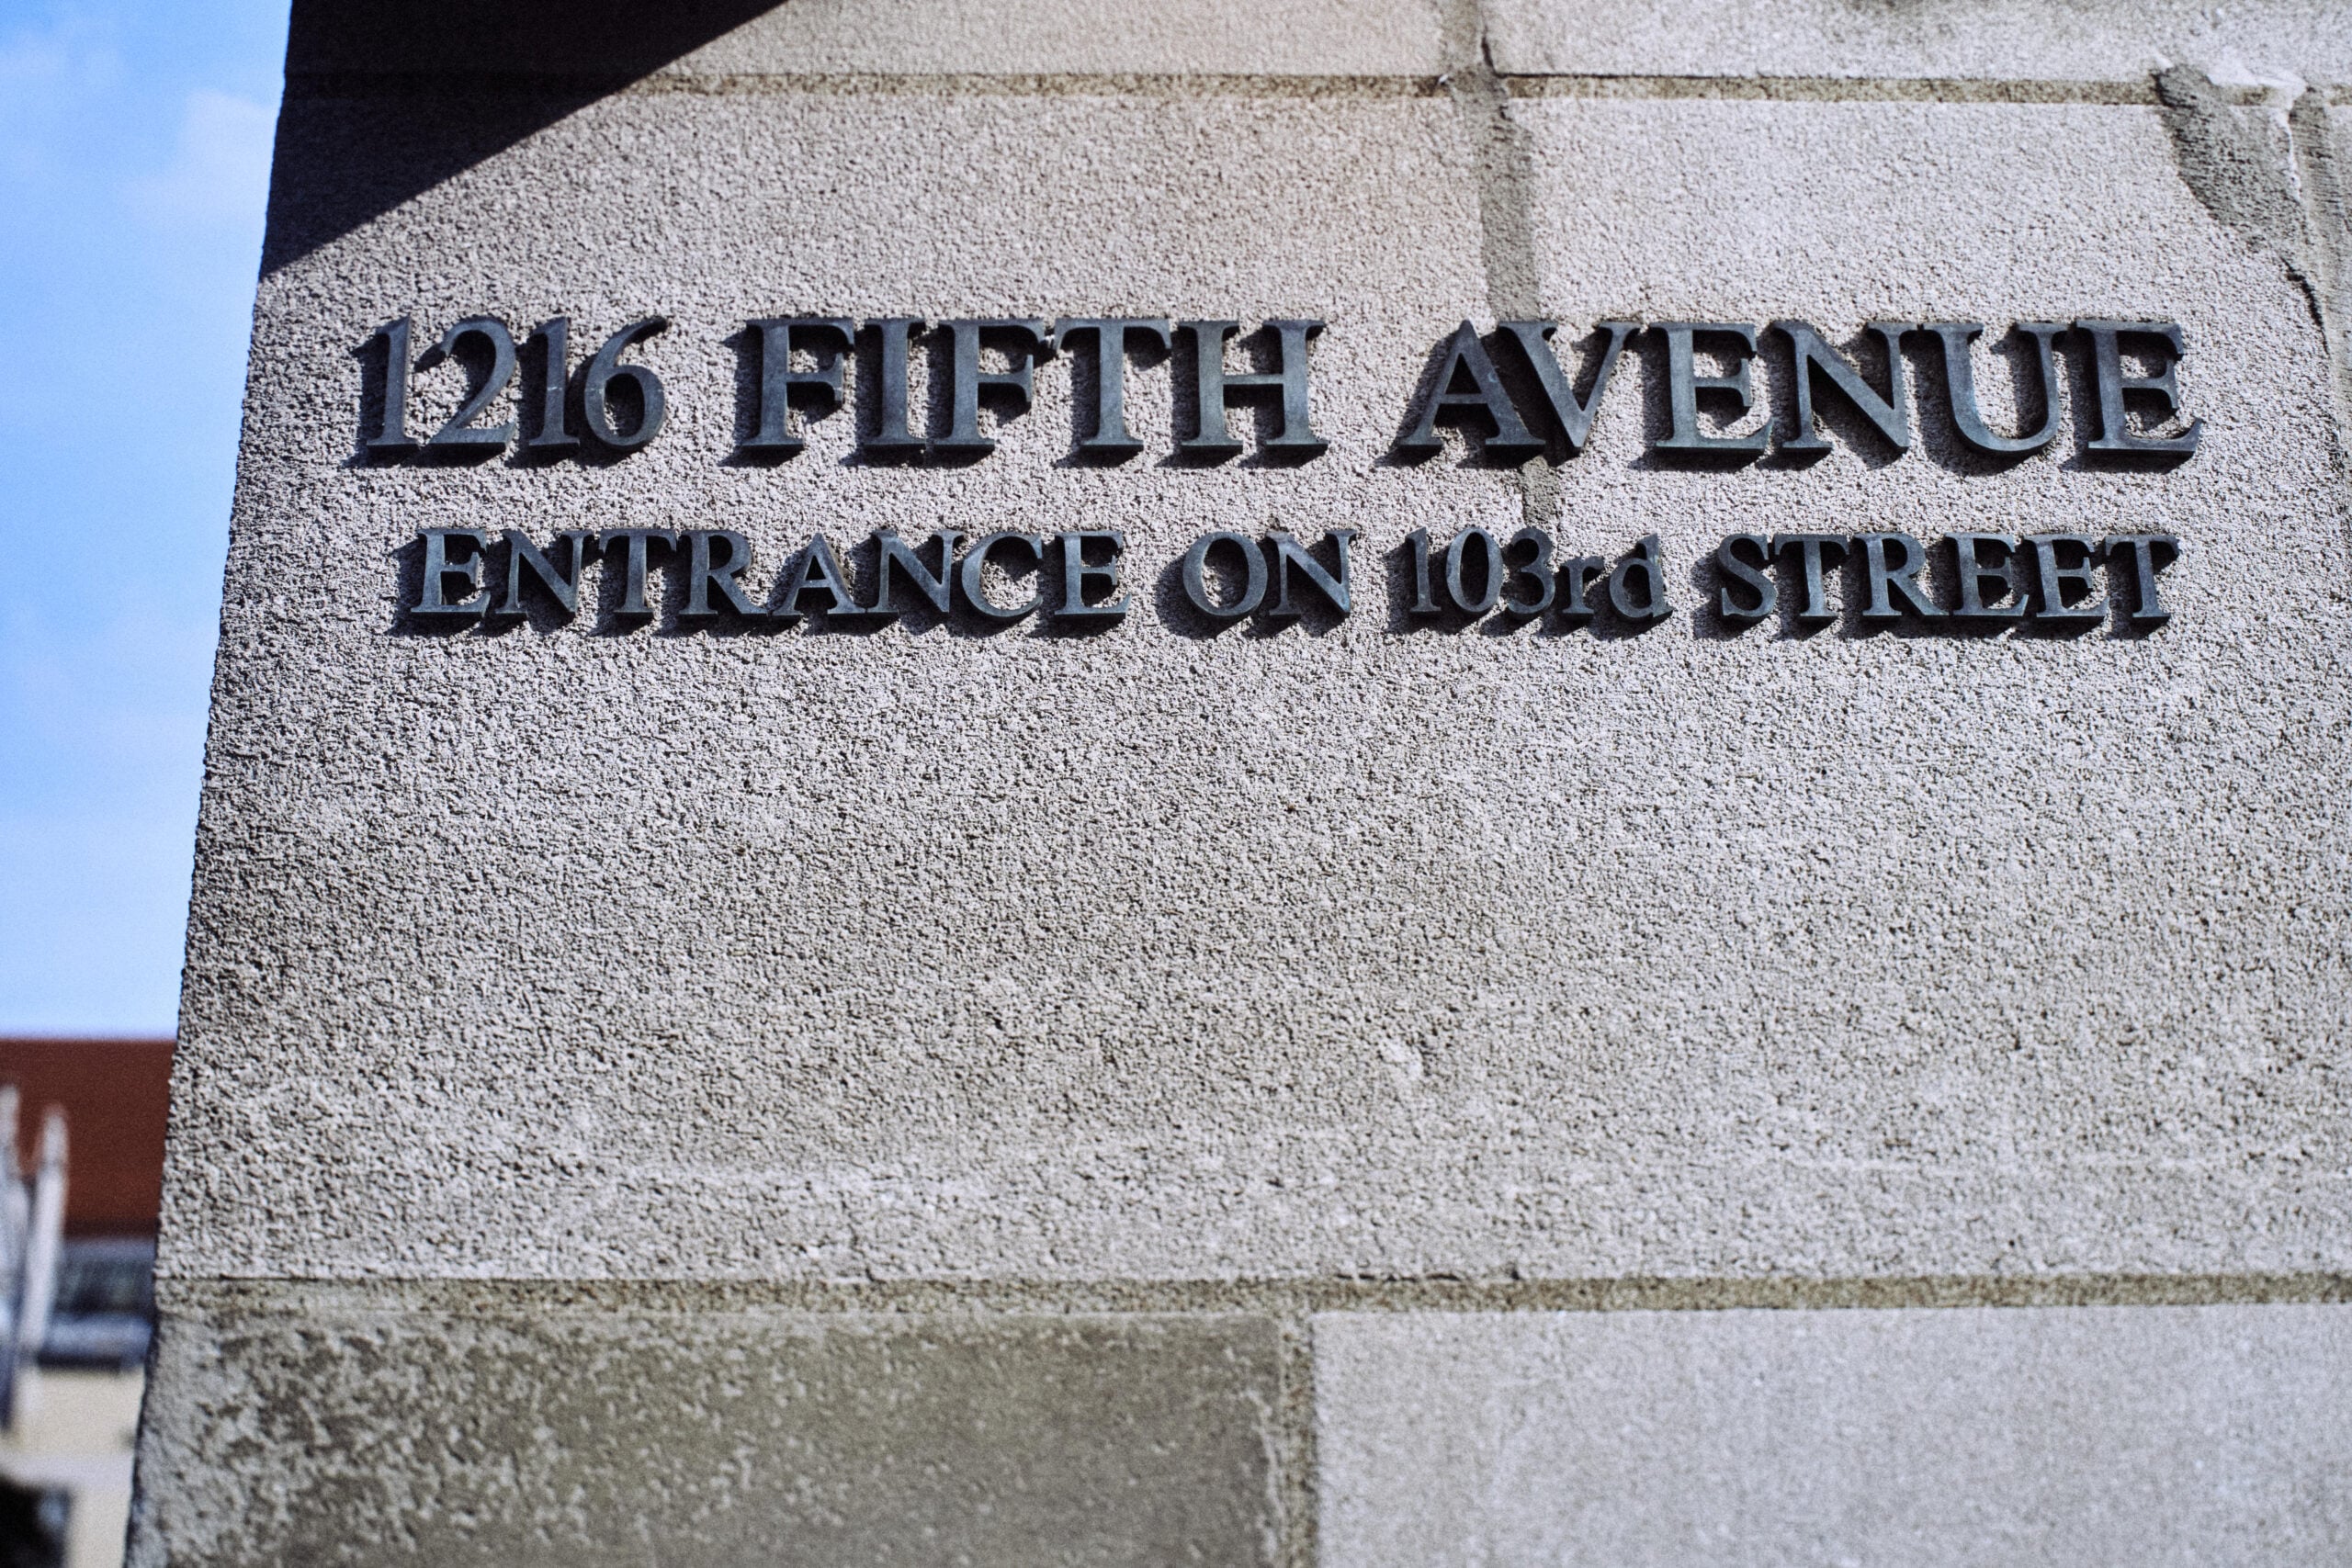 1216 FIFTH AVENUE
ENTRANCE ON 103rd STREET